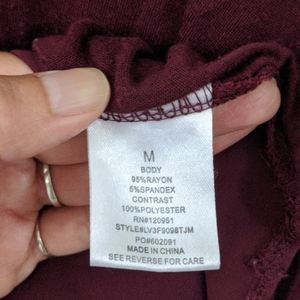 M
BODY
95%RAYON
5%SPANDEX
CONTRAST
100%POLYESTER
RN#120951
STYLE#LV3F9098TJM
PO#602091
MADE IN CHINA
SEE REVERSE FOR CARE